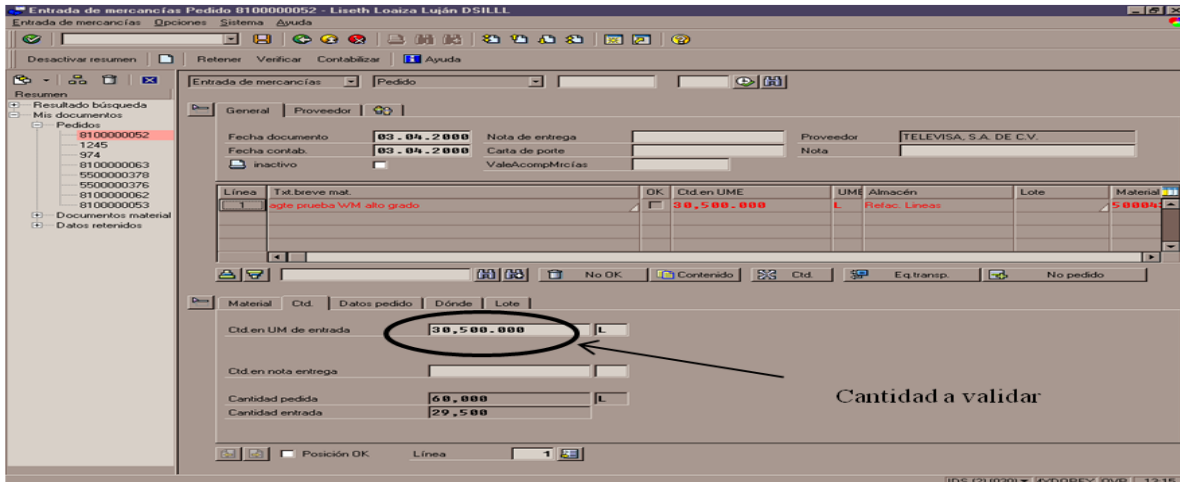 Entrada de mercancías Pedido 8100000052 - Liseth Loaiza Luján DSILLL
Entrada de mercancías Opciones Sistema Ayuda
Desactivar resumen Retener Verificar Contabilizar Ayuda
Resumen
Resultado búsqueda
Mis documentos
Pedidos
8100000052
1245
974
8100000063
5500000378
5500000376
8100000062
8100000053
Documentos material
Datos retenidos
Entrada de mercancías Pedido
General Proveedor
Fecha documento 03.04.2000 Nota de entrega Proveedor TELEVISA, S.A. DE C.V.
Fecha contab. 03.04.2000 Carta de porte Nota
inactivo ValeAcompMrcías
Línea Txt.breve mat. OK Ctd.en UME UME Almacén Lote Material
1 agte prueba WM alto grado 30,500.000 L Refac. Lineas
No OK Contenido Ctd. Eq.transp. No pedido
Material Ctd. Datos pedido Dónde Lote
Ctd.en UM de entrada 30,500.000 L
Ctd.en nota entrega
Cantidad a validar
Cantidad pedida 60,000 L
Cantidad entrada 29,500
Posición OK Línea 1
OVR 13:15